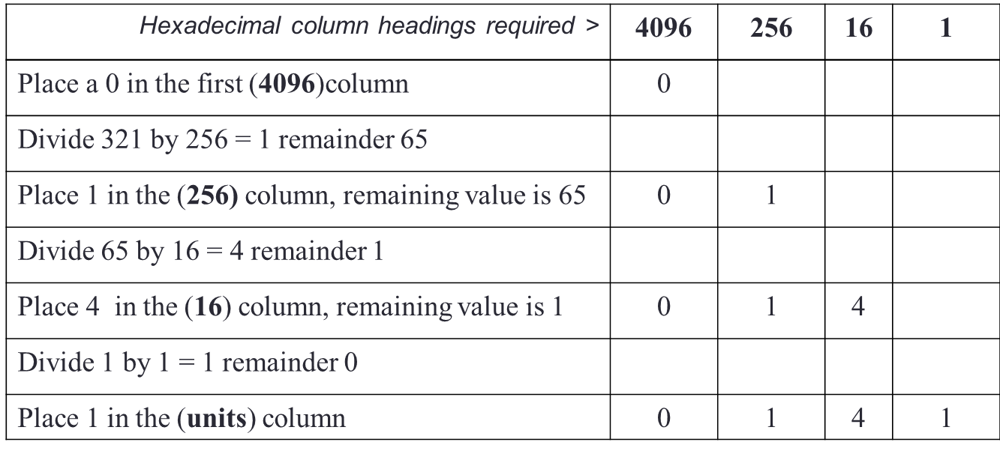 Hexadecimal column headings required > 4096 256 16 1
Place a 0 in the first (4096)column 0
Divide 321 by 256 = 1 remainder 65
Place 1 in the (256) column, remaining value is 65 0 1
Divide 65 by 16 = 4 remainder 1
Place 4 in the (16) column, remaining value is 1 0 1 4
Divide 1 by 1 = 1 remainder 0
Place 1 in the (units) column 0 1 4 1